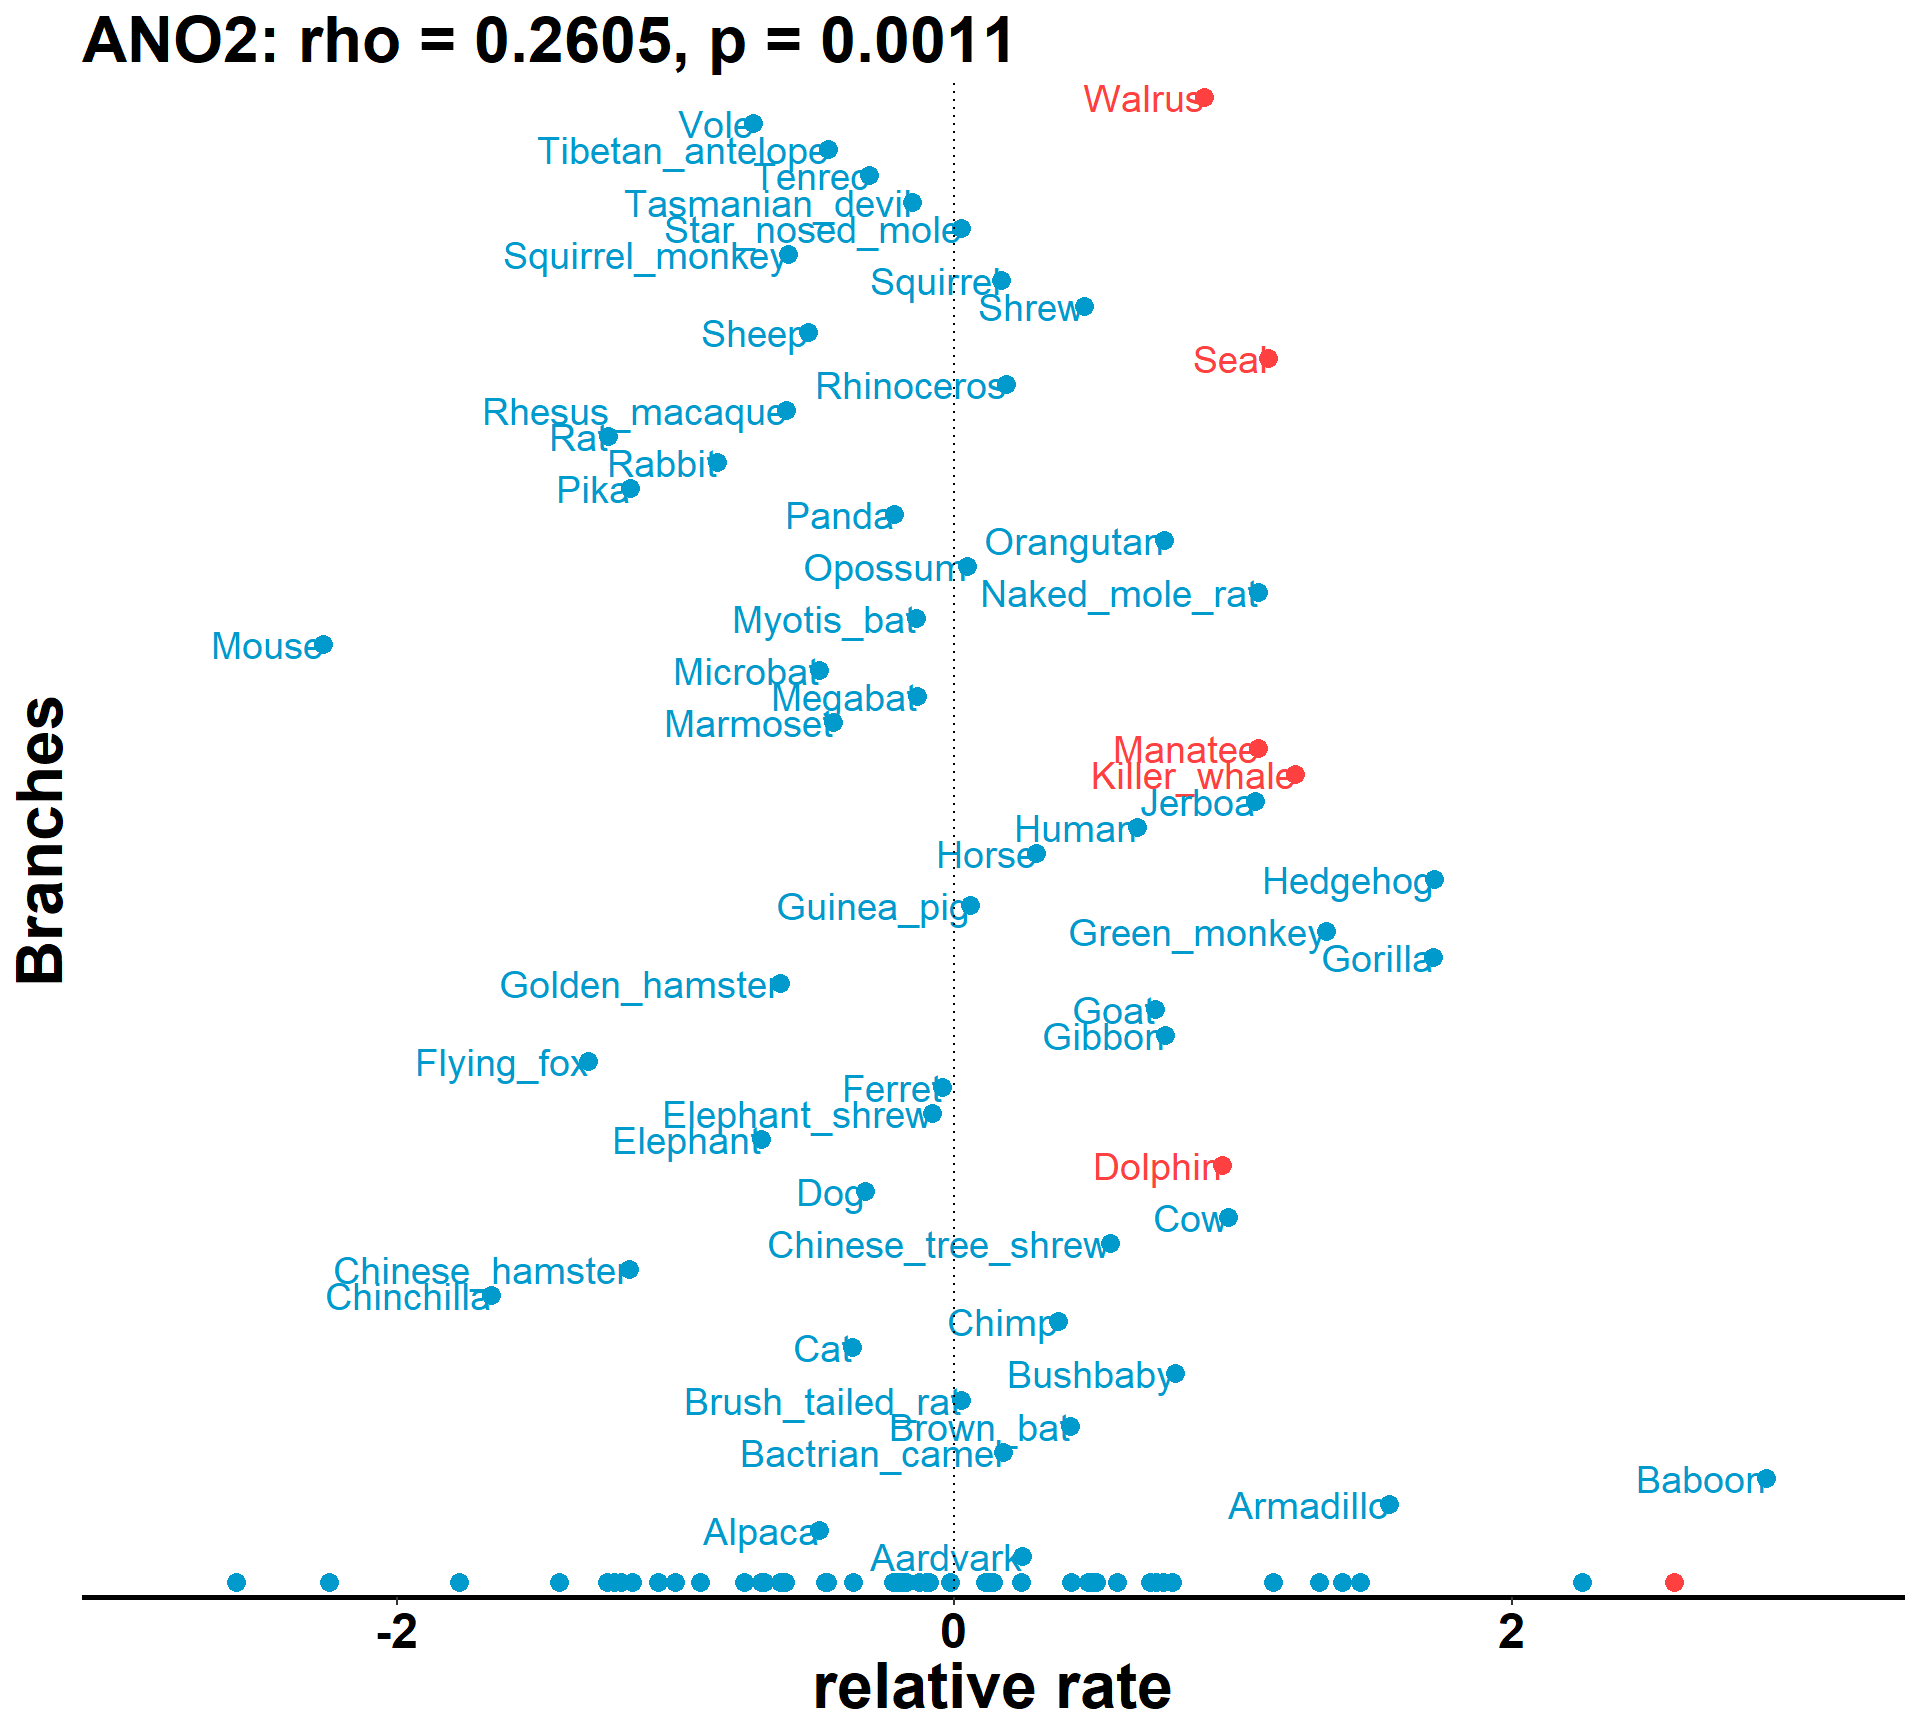 ANO2: rho = 0.2605, p = 0.0011
Walrus
Vole
Tibetan_antelope
Tenrec
Tasmanian_devil
Star_nosed_mole
Squirrel_monkey
Squirrel
Shrew
Sheep
Seal
Rhinoceros
Rhesus_macaque
Rat
Rabbit
Pika
Panda
Orangutan
Opossum
Naked_mole_rat
Myotis_bat
Mouse
Microbat
Megabat
Marmoset
Manatee
Killer_whale
Jerboa
Human
Horse
Hedgehog
Guinea_pig
Green_monkey
Gorilla
Golden_hamster
Goat
Gibbon
Flying_fox
Ferret
Elephant_shrew
Elephant
Dolphin
Dog
Cow
Chinese_tree_shrew
Chinese_hamster
Chinchilla
Chimp
Cat
Bushbaby
Brush_tailed_rat
Brown_bat
Bactrian_camel
Baboon
Armadillo
Alpaca
Aardvark
Branches
-2 0 2
relative rate